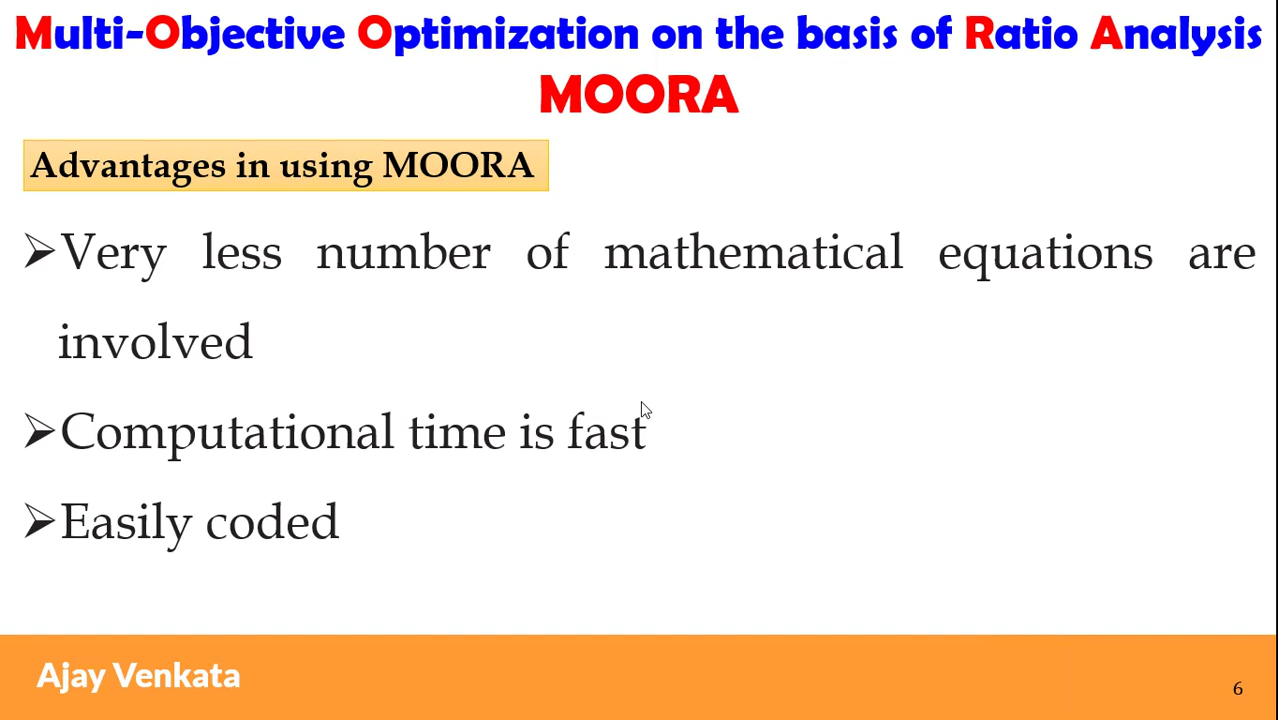 Multi-Objective Optimization on the basis of Ratio Analysis
MOORA
Advantages in using MOORA
➢Very less number of mathematical equations are
involved
➢Computational time is fast
➢Easily coded
Ajay Venkata
6